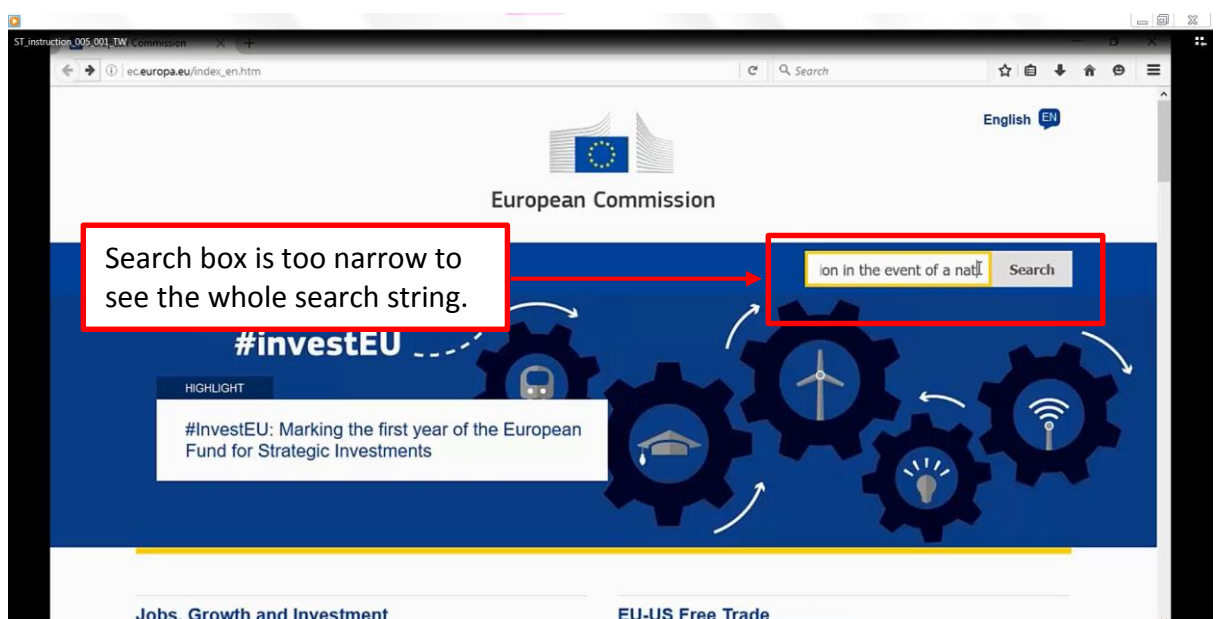 ST_instruction_005_001_TW Commission
ec.europa.eu/index_en.htm
Search
English EN
European Commission
Search box is too narrow to
see the whole search string.
ion in the event of a nat
Search
#investEU
HIGHLIGHT
#InvestEU: Marking the first year of the European
Fund for Strategic Investments
Jobs, Growth and Investment
EU-US Free Trade